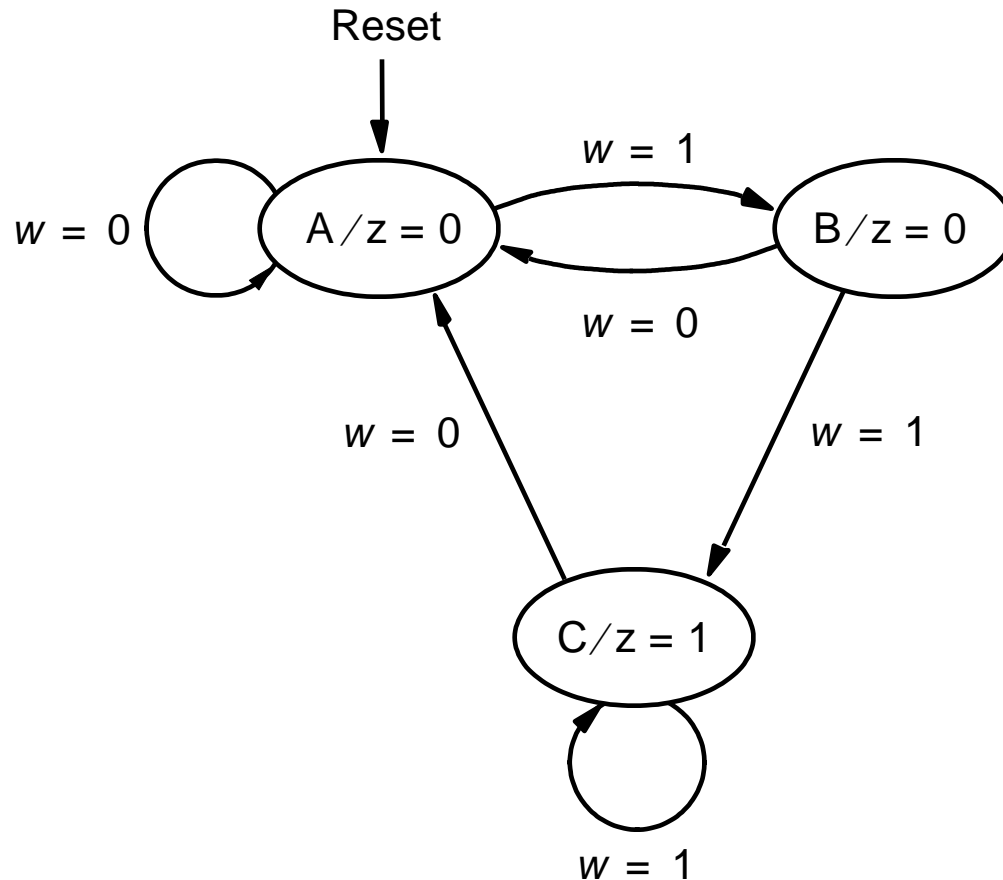 Reset
w = 1
w = 0
A/z = 0
B/z = 0
w = 0
w = 0
w = 1
C/z = 1
w = 1